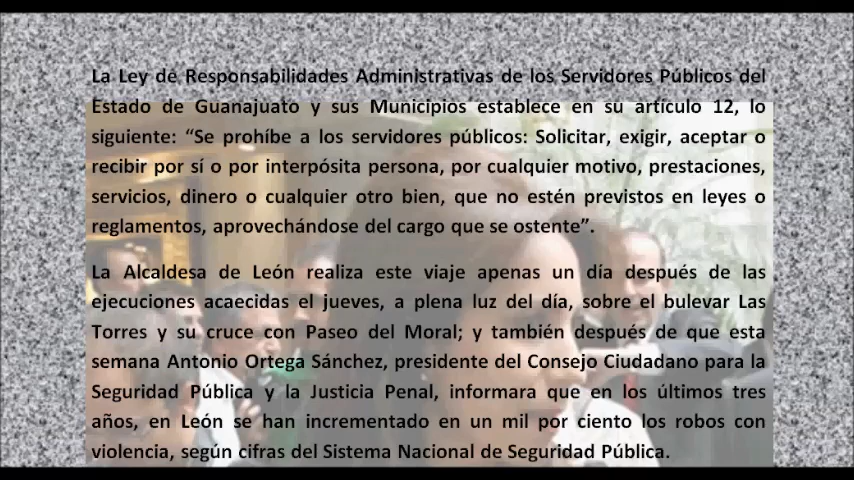 La Ley de Responsabilidades Administrativas de los Servidores Públicos del
Estado de Guanajuato y sus Municipios establece en su artículo 12, lo
siguiente: “Se prohíbe a los servidores públicos: Solicitar, exigir, aceptar o
recibir por sí o por interpósita persona, por cualquier motivo, prestaciones,
servicios, dinero o cualquier otro bien, que no estén previstos en leyes o
reglamentos, aprovechándose del cargo que se ostente”.
La Alcaldesa de León realiza este viaje apenas un día después de las
ejecuciones acaecidas el jueves, a plena luz del día, sobre el bulevar Las
Torres y su cruce con Paseo del Moral; y también después de que esta
semana Antonio Ortega Sánchez, presidente del Consejo Ciudadano para la
Seguridad Pública y la Justicia Penal, informara que en los últimos tres
años, en León se han incrementado en un mil por ciento los robos con
violencia, según cifras del Sistema Nacional de Seguridad Pública.